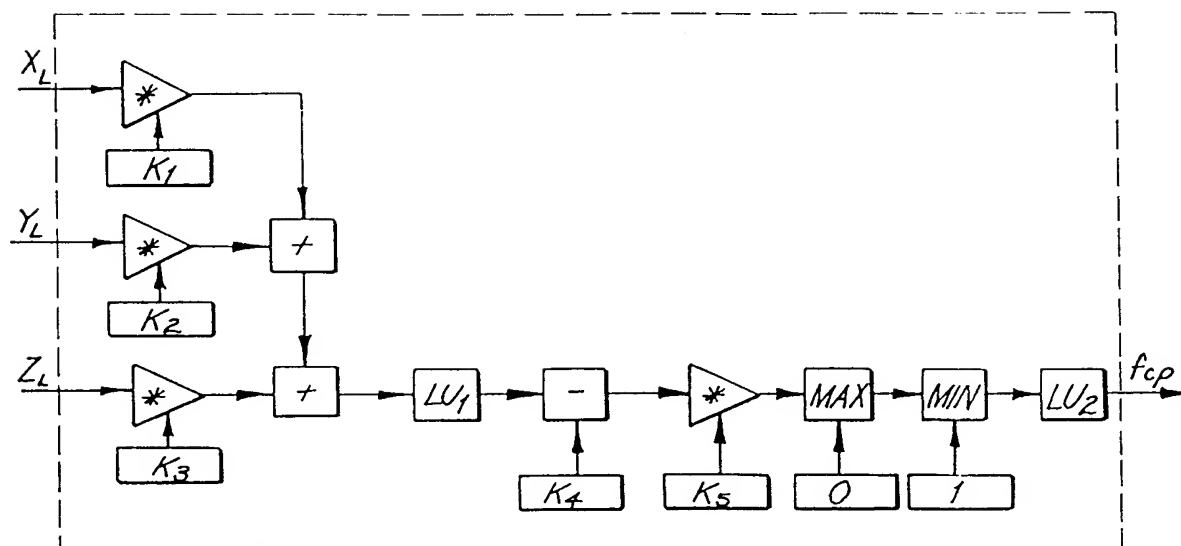 X_L
*
K_1
Y_L
*
+
K_2
Z_L
*
+
LU_1
-
*
MAX
MIN
LU_2
f_cp
K_3
K_4
K_5
0
1